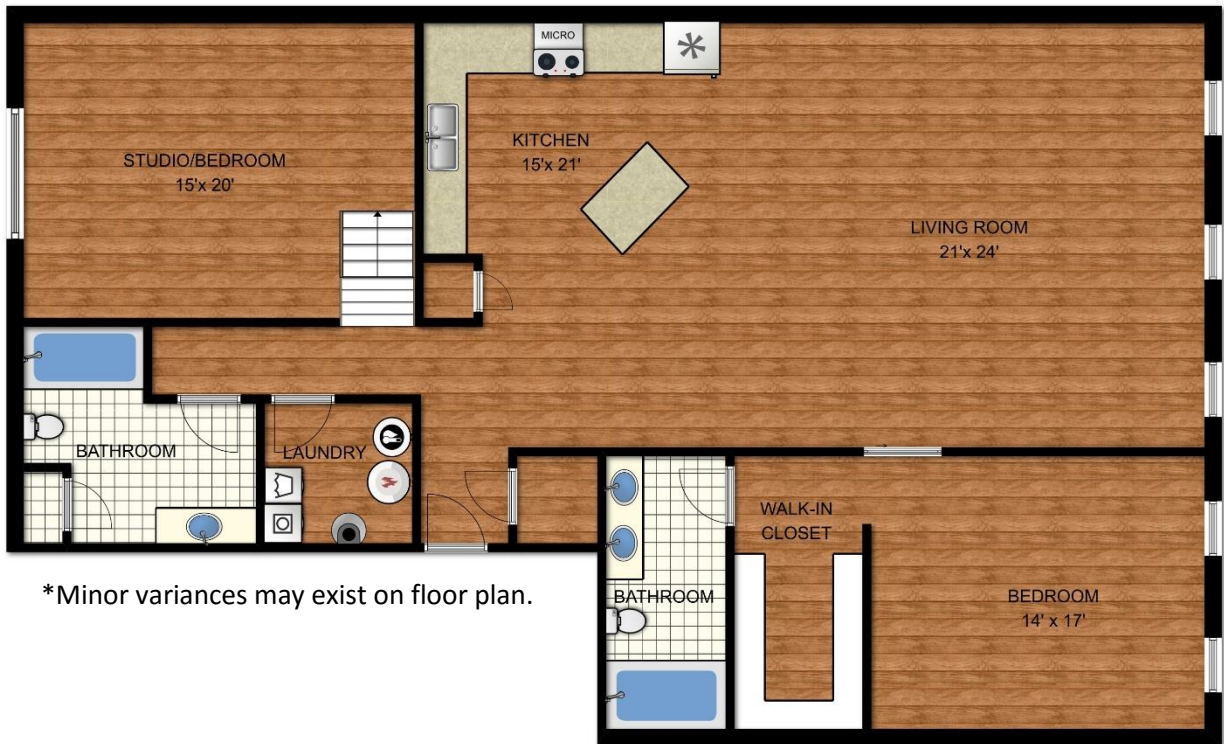 MICRO
KITCHEN
15'x 21'
STUDIO/BEDROOM
15'x 20'
LIVING ROOM
21'x 24'
BATHROOM
LAUNDRY
WALK-IN
CLOSET
BATHROOM
BEDROOM
14' x 17'
*Minor variances may exist on floor plan.